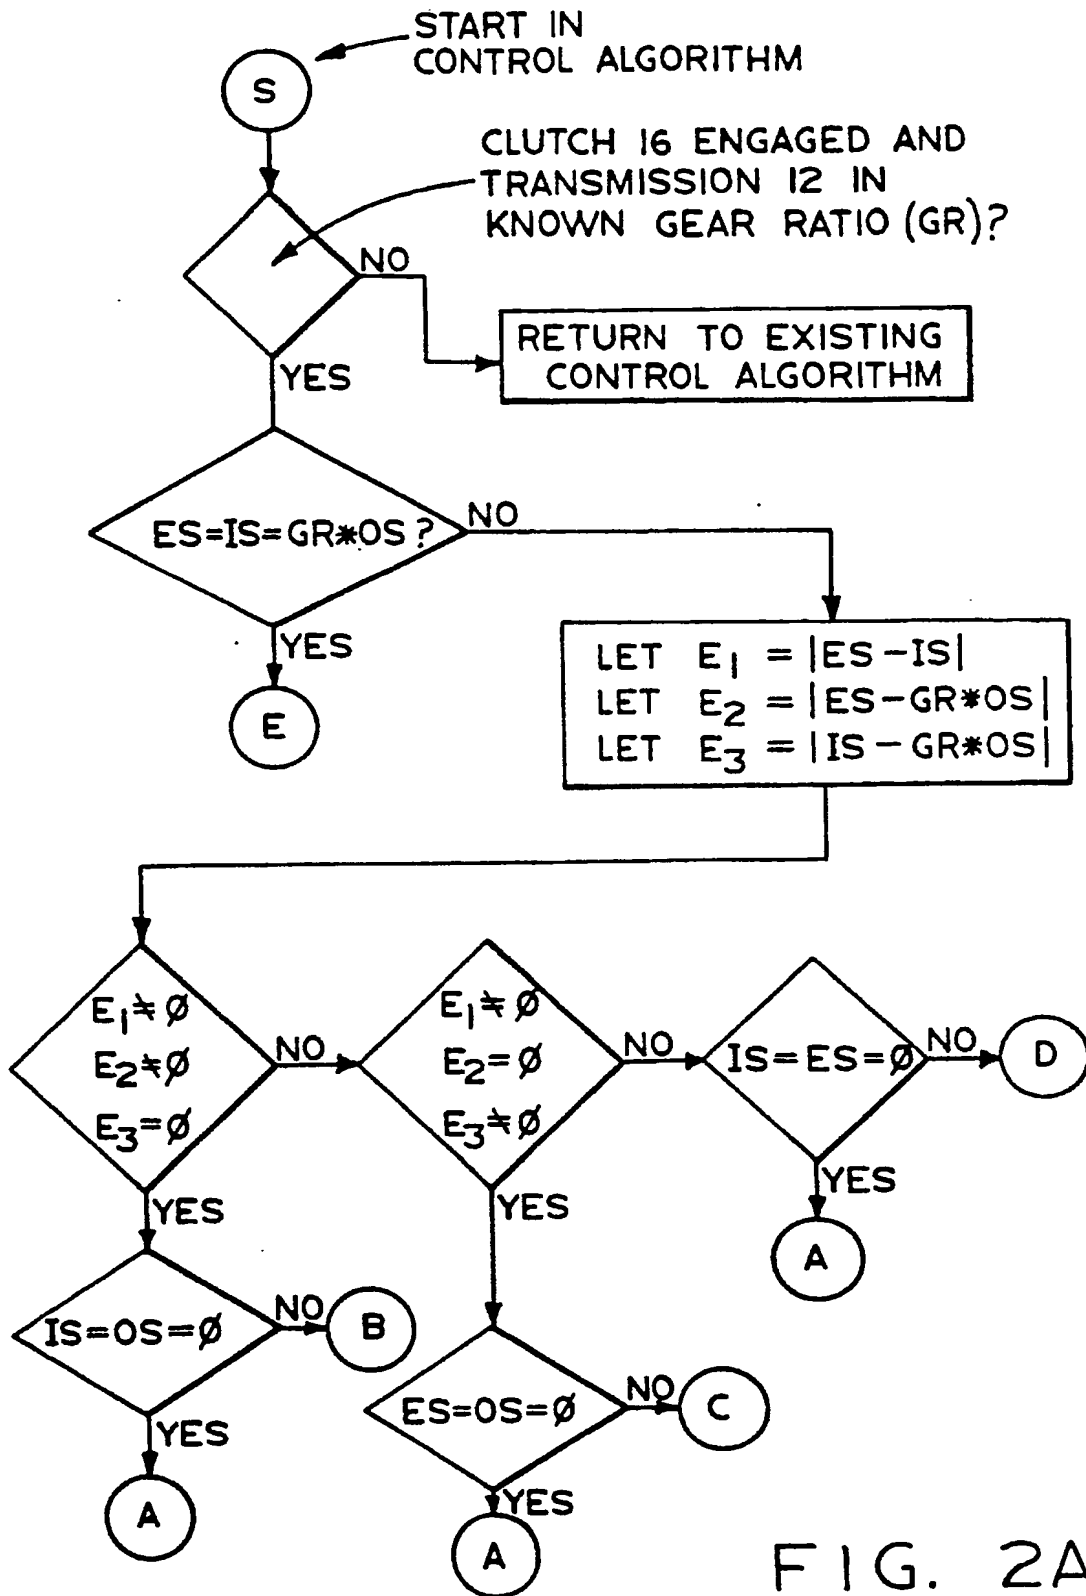 START IN
CONTROL ALGORITHM
S
CLUTCH 16 ENGAGED AND
TRANSMISSION 12 IN
KNOWN GEAR RATIO (GR)?
NO
RETURN TO EXISTING
CONTROL ALGORITHM
YES
ES=IS=GR*OS?
NO
YES
E
LET E1 = |ES-IS|
LET E2 = |ES-GR*OS|
LET E3 = |IS-GR*OS|
E1≠Ø
E2≠Ø
E3=Ø
NO
E1≠Ø
E2=Ø
E3≠Ø
NO
IS=ES=Ø
NO
D
YES
YES
YES
A
IS=OS=Ø
NO
B
ES=OS=Ø
NO
C
YES
A
YES
A
FIG. 2A